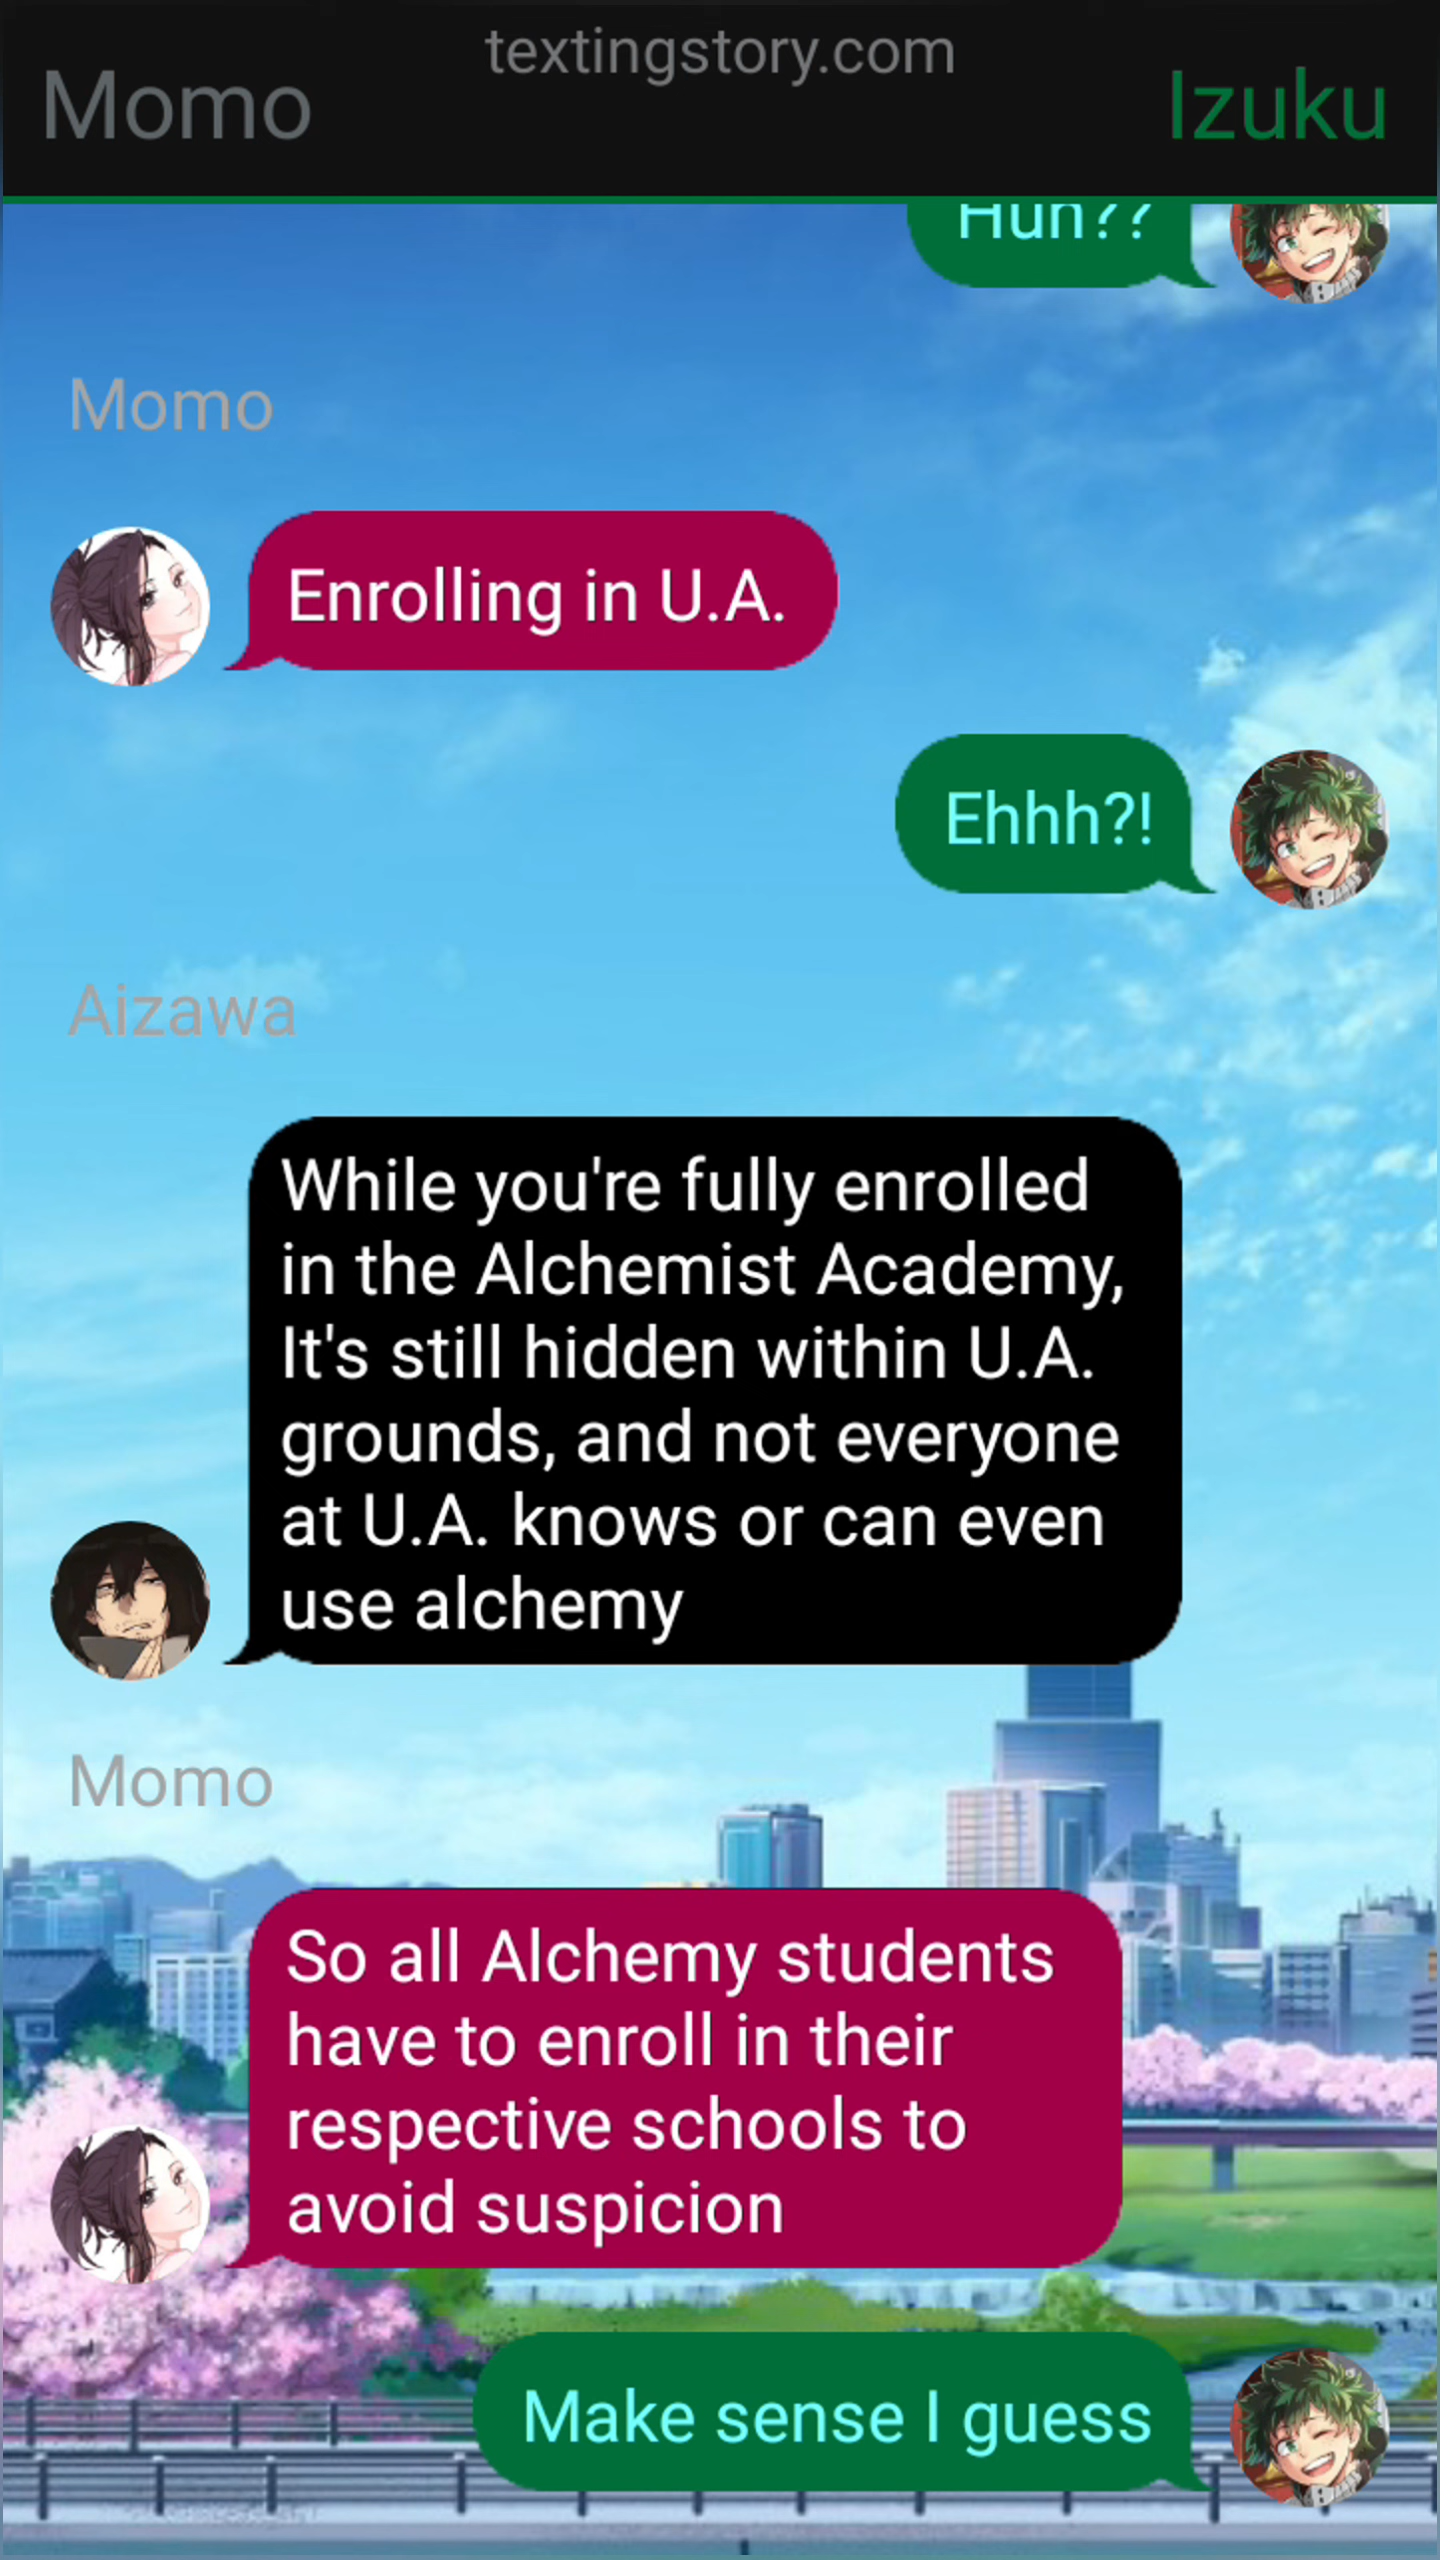 textingstory.com
Momo
Izuku
Huh??
Momo
Enrolling in U.A.
Ehhh?!
Aizawa
While you're fully enrolled
in the Alchemist Academy,
It's still hidden within U.A.
grounds, and not everyone
at U.A. knows or can even
use alchemy
Momo
So all Alchemy students
have to enroll in their
respective schools to
avoid suspicion
Make sense I guess